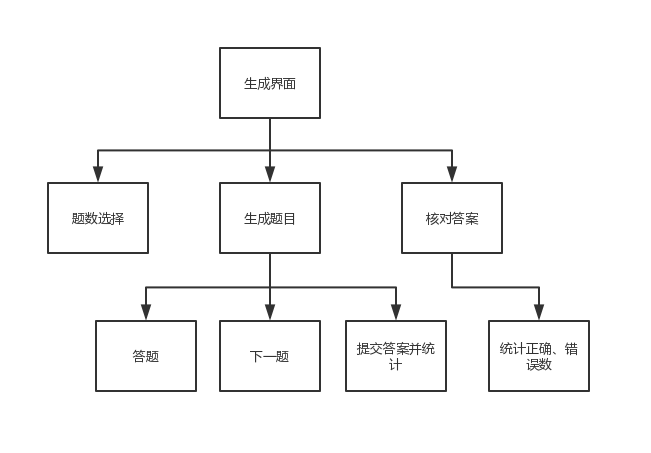 生成界面
题数选择
生成题目
核对答案
答题
下一题
提交答案并统
计
统计正确、错
误数